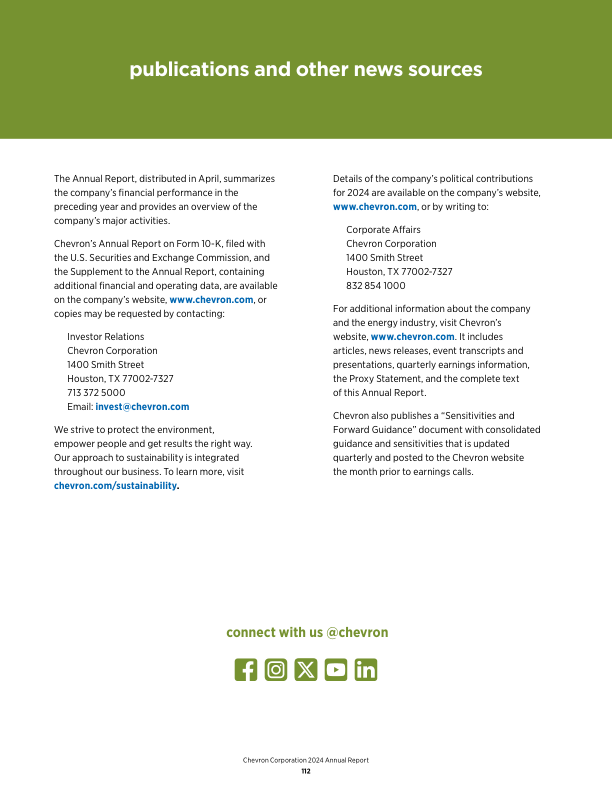 publications and other news sources
The Annual Report, distributed in April, summarizes
the company's financial performance in the
preceding year and provides an overview of the
company's major activities.
Chevron's Annual Report on Form 10-K, filed with
the U.S. Securities and Exchange Commission, and
the Supplement to the Annual Report, containing
additional financial and operating data, are available
on the company's website, www.chevron.com, or
copies may be requested by contacting:
Investor Relations
Chevron Corporation
1400 Smith Street
Houston, TX 77002-7327
713 372 5000
Email: invest@chevron.com
We strive to protect the environment,
empower people and get results the right way.
Our approach to sustainability is integrated
throughout our business. To learn more, visit
chevron.com/sustainability.
Details of the company's political contributions
for 2024 are available on the company's website,
www.chevron.com, or by writing to:
Corporate Affairs
Chevron Corporation
1400 Smith Street
Houston, TX 77002-7327
832 854 1000
For additional information about the company
and the energy industry, visit Chevron's
website, www.chevron.com. It includes
articles, news releases, event transcripts and
presentations, quarterly earnings information,
the Proxy Statement, and the complete text
of this Annual Report.
Chevron also publishes a "Sensitivities and
Forward Guidance" document with consolidated
guidance and sensitivities that is updated
quarterly and posted to the Chevron website
the month prior to earnings calls.
connect with us @chevron
Chevron Corporation 2024 Annual Report
112